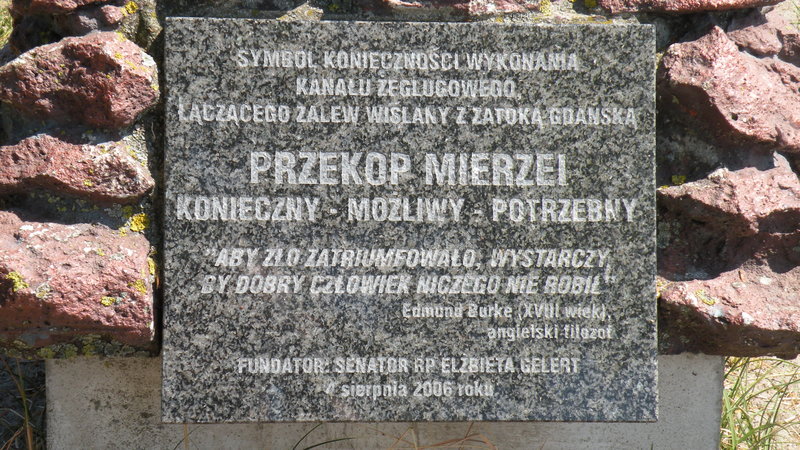 SYMBOL KONIECZNOŚCI WYKONANIA
KANAŁU ŻEGLUGOWEGO,
ŁĄCZĄCEGO ZALEW WIŚLANY Z ZATOKĄ GDAŃSKĄ
PRZEKOP MIERZEI
KONIECZNY - MOŻLIWY - POTRZEBNY
"ABY ZŁO ZATRIUMFOWAŁO, WYSTARCZY,
BY DOBRY CZŁOWIEK NICZEGO NIE ROBIŁ"
Edmund Burke (XVIII wiek),
angielski filozof
FUNDATOR: SENATOR RP ELŻBIETA GELERT
4 sierpnia 2006 roku